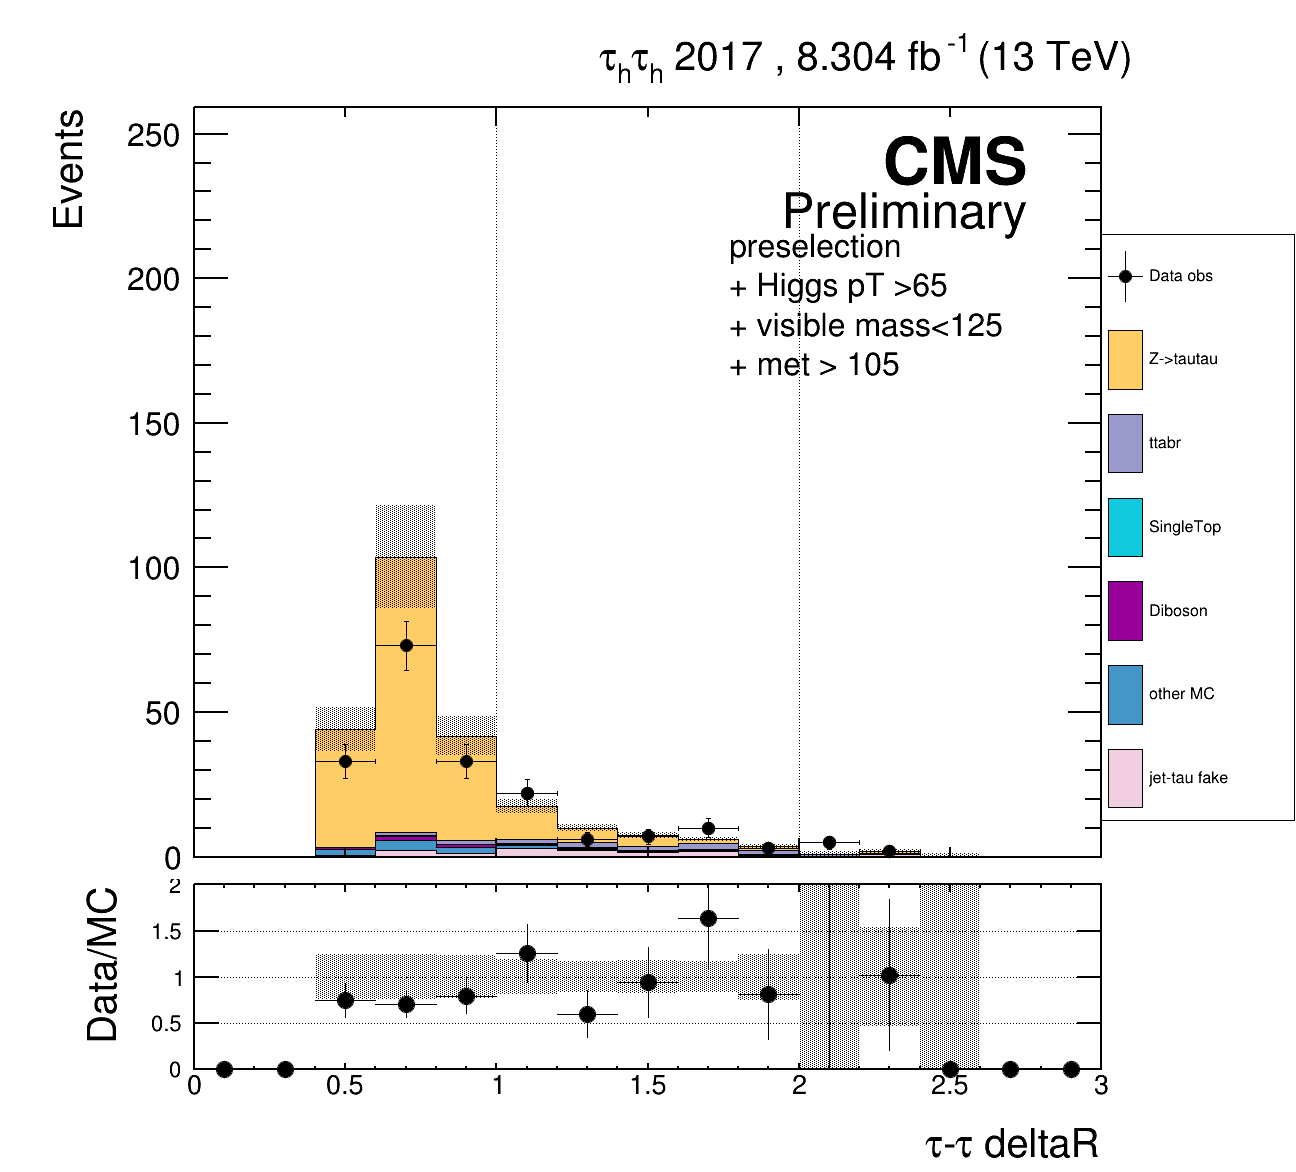 τhτh 2017 , 8.304 fb-1 (13 TeV)
Events
250
200
150
100
50
0
CMS
Preliminary
preselection
+ Higgs pT >65
+ visible mass<125
+ met > 105
Data obs
Z->tautau
ttabr
SingleTop
Diboson
other MC
jet-tau fake
Data/MC
2
1.5
1
0.5
0
0 0.5 1 1.5 2 2.5 3
τ-τ deltaR